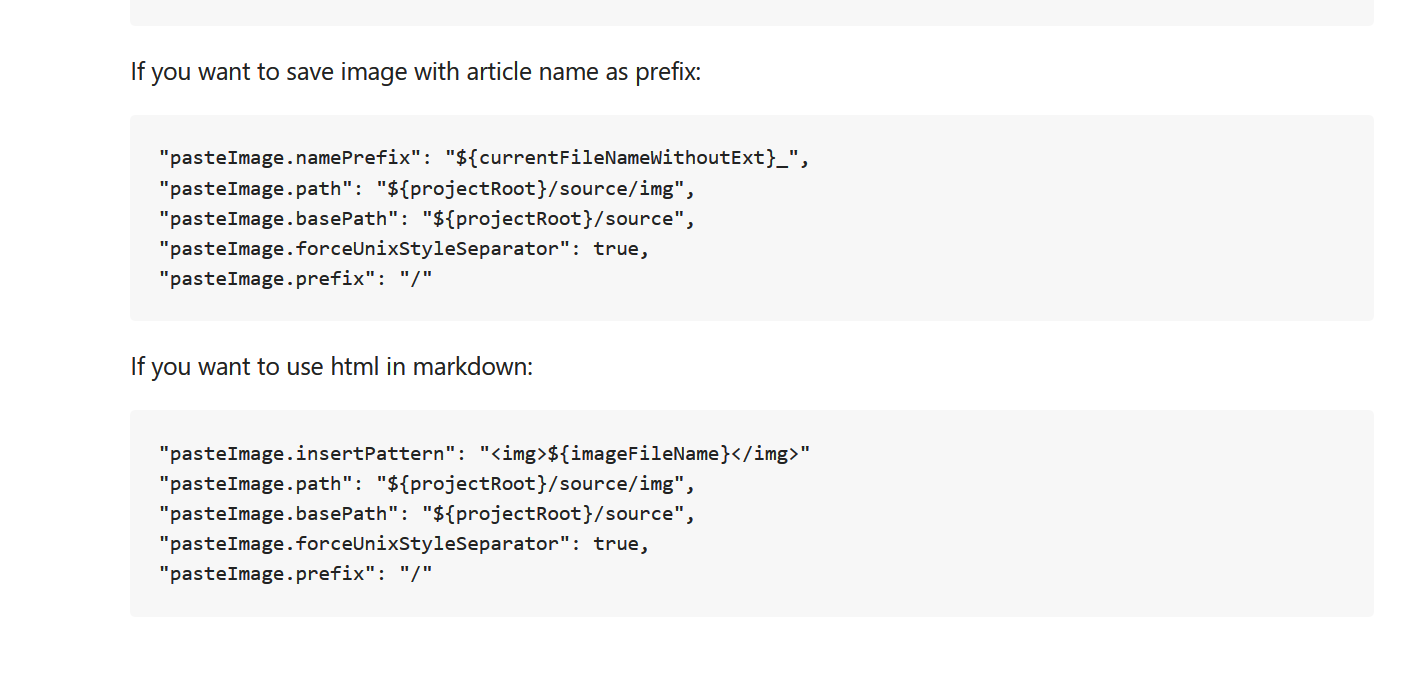 If you want to save image with article name as prefix:
"pasteImage.namePrefix": "${currentFileNameWithoutExt}_",
"pasteImage.path": "${projectRoot}/source/img",
"pasteImage.basePath": "${projectRoot}/source",
"pasteImage.forceUnixStyleSeparator": true,
"pasteImage.prefix": "/"
If you want to use html in markdown:
"pasteImage.insertPattern": "<img>${imageFileName}</img>"
"pasteImage.path": "${projectRoot}/source/img",
"pasteImage.basePath": "${projectRoot}/source",
"pasteImage.forceUnixStyleSeparator": true,
"pasteImage.prefix": "/"